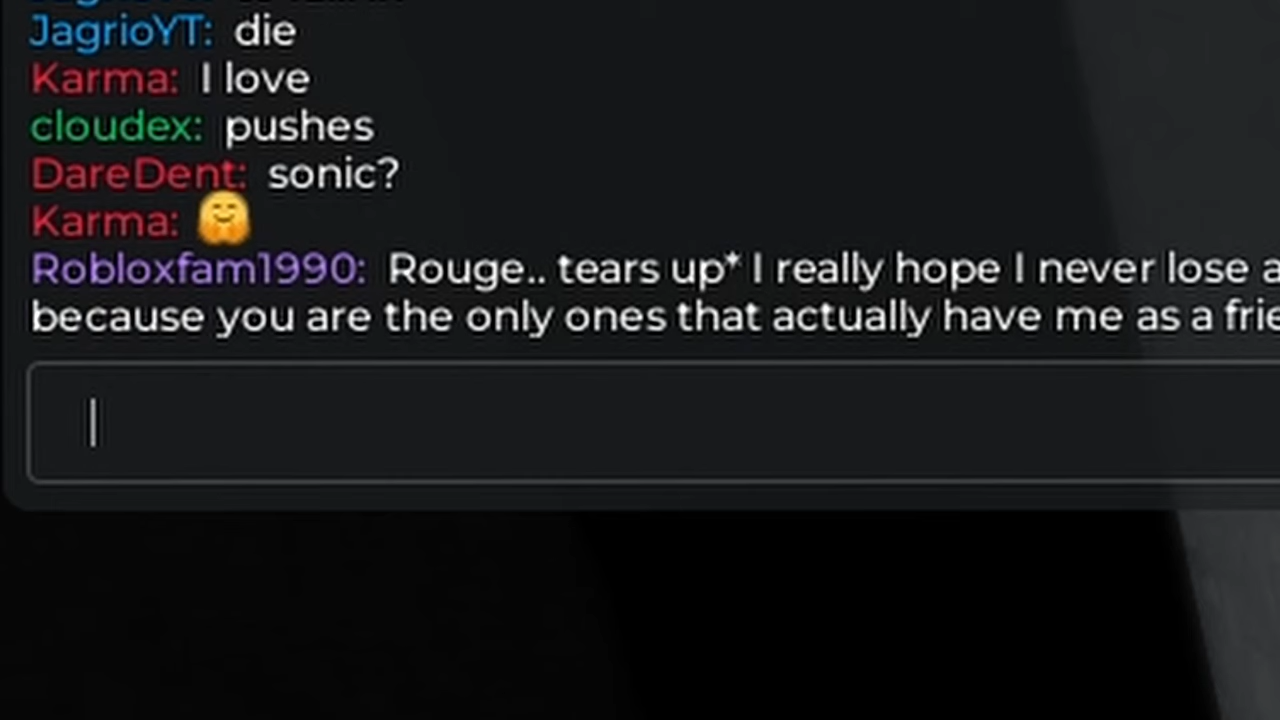 JagrioYT: die
Karma: I love
cloudex: pushes
DareDent: sonic?
Karma: 🤗
Robloxfam1990: Rouge.. tears up* I really hope I never lose a
because you are the only ones that actually have me as a frie